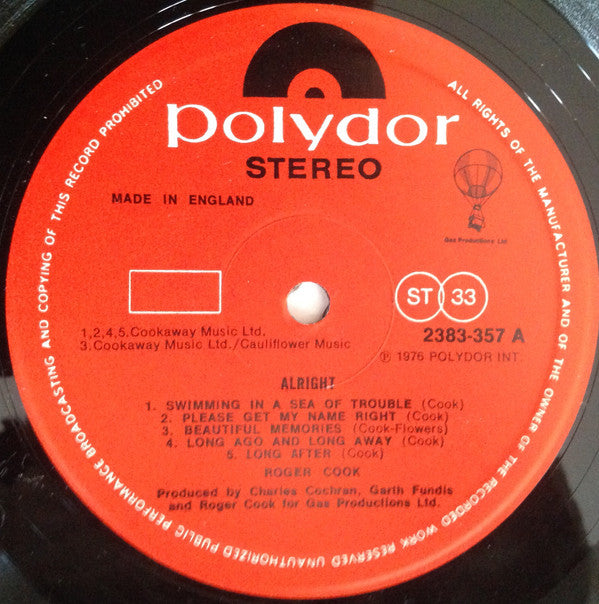 polydor
STEREO
MADE IN ENGLAND
Gas Productions Ltd
ST 33
1,2,4,5. Cookaway Music Ltd.
3. Cookaway Music Ltd./Cauliflower Music
2383-357 A
℗ 1976 POLYDOR INT.
ALRIGHT
1. SWIMMING IN A SEA OF TROUBLE (Cook)
2. PLEASE GET MY NAME RIGHT (Cook)
3. BEAUTIFUL MEMORIES (Cook-Flowers)
4. LONG AGO AND LONG AWAY (Cook)
5. LONG AFTER (Cook)
ROGER COOK
Produced by Charles Cochran, Garth Fundis
and Roger Cook for Gas Productions Ltd.
ALL RIGHTS OF THE MANUFACTURER AND OF THE OWNER OF THE RECORDED WORK RESERVED UNAUTHORIZED PUBLIC PERFORMANCE BROADCASTING AND COPYING OF THIS RECORD PROHIBITED